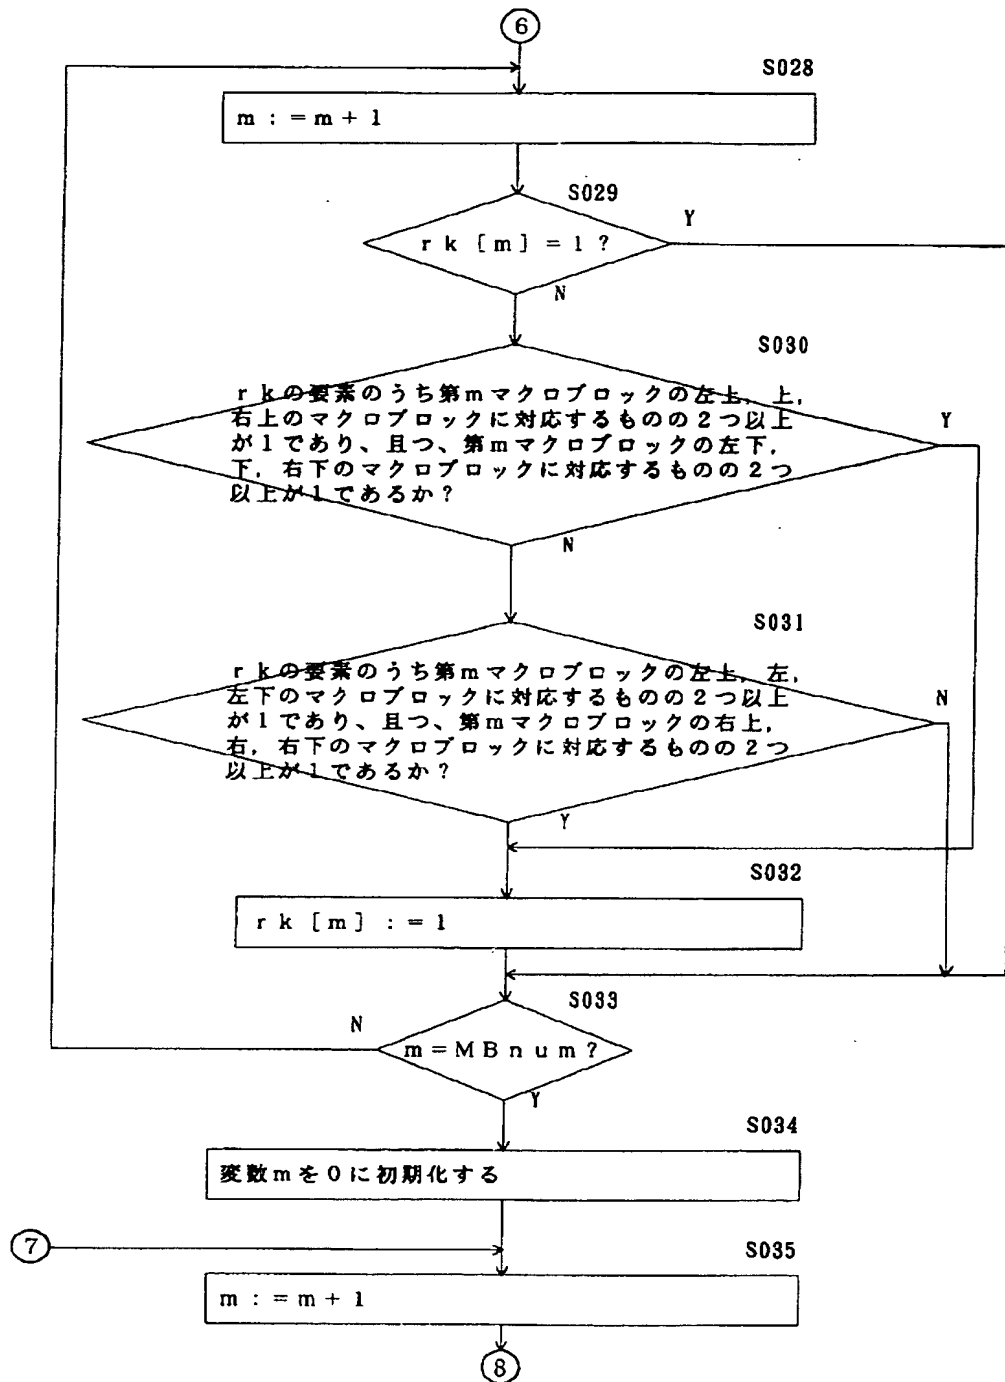 6
S028
m:=m+1
S029
Y
rk[m]=1?
N
S030
rkの要素のうち第mマクロブロックの左上,上,
右上のマクロブロックに対応するものの2つ以上
が1であり、且つ、第mマクロブロックの左下,
下,右下のマクロブロックに対応するものの2つ
以上が1であるか?
Y
N
S031
rkの要素のうち第mマクロブロックの左上,左,
左下のマクロブロックに対応するものの2つ以上
が1であり、且つ、第mマクロブロックの右上,
右,右下のマクロブロックに対応するものの2つ
以上が1であるか?
N
Y
S032
rk[m]:=1
S033
N
m=MBnum?
Y
S034
変数mを0に初期化する
7
S035
m:=m+1
8